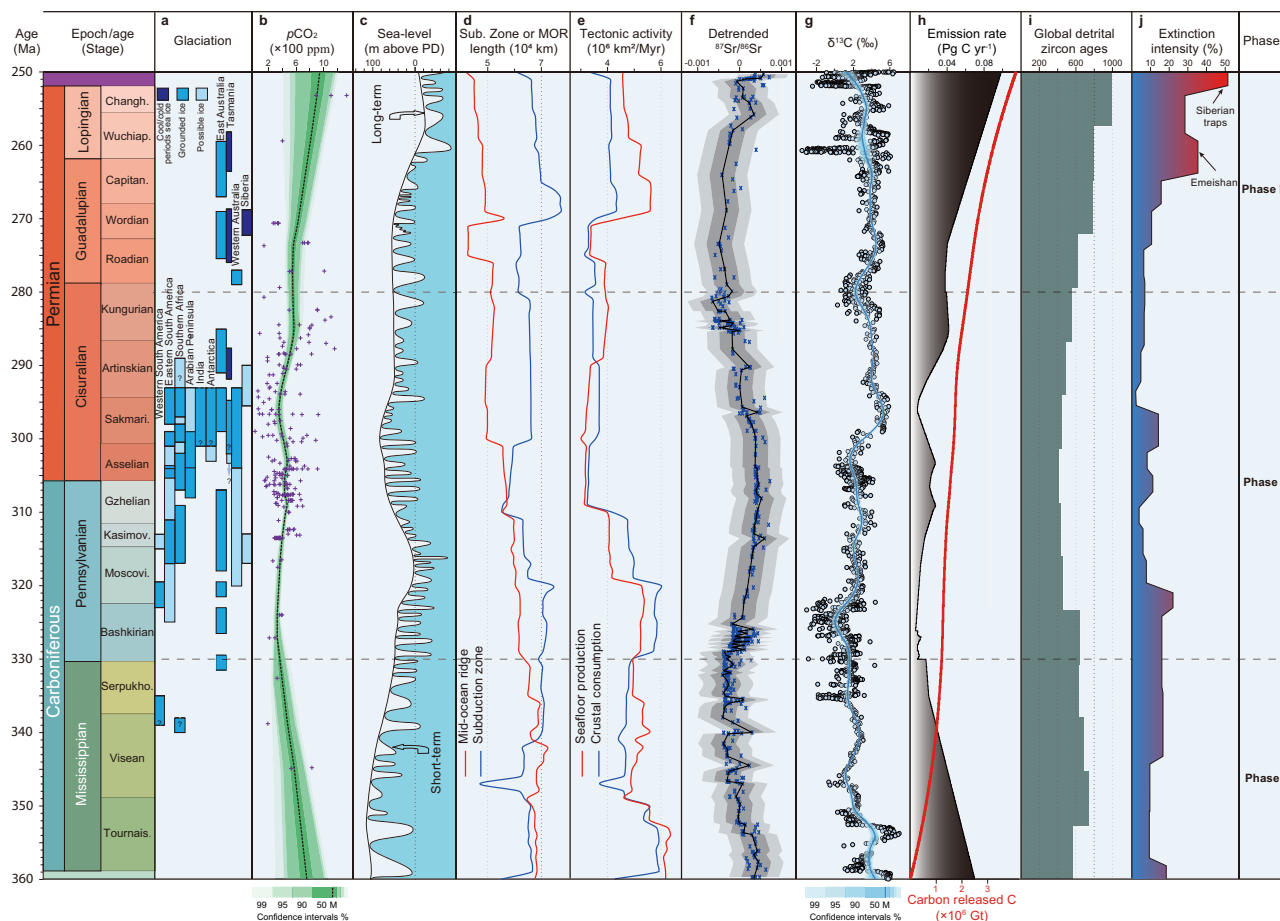 a
b
c
d
e
f
g
h
i
j
Age
(Ma)
Epoch/age
(Stage)
Glaciation
pCO2
(×100 ppm)
Sea-level
(m above PD)
Sub. Zone or MOR
length (10⁴ km)
Tectonic activity
(10⁶ km²/Myr)
Detrended
⁸⁷Sr/⁸⁶Sr
δ¹³C (‰)
Emission rate
(Pg C yr⁻¹)
Global detrital
zircon ages
Extinction
intensity (%)
Phase
2 4 6 8 10 12
100 0
5 6 7
4 6
-0.001 0.001
-2 2 6
0.04 0.08
200 600 1000
0 10 20 30 40 50
250
260
270
280
290
300
310
320
330
340
350
360
Permian
Carboniferous
Lopingian
Guadalupian
Cisuralian
Pennsylvanian
Mississippian
Changh.
Wuchiap.
Capitan.
Wordian
Roadian
Kungurian
Artinskian
Sakmari.
Asselian
Gzhelian
Kasimov.
Moscovi.
Bashkirian
Serpukho.
Visean
Tournais.
Cool/cold
periods sea ice
Grounded ice
Possible ice
East Australia
Tasmania
Western Australia
Siberia
Western South America
Eastern South America
Southern Africa
Arabian Peninsula
India
Antarctica
?
?
?
?
?
?
?
Long-term
Short-term
Mid-ocean ridge
Subduction zone
Seafloor production
Crustal consumption
Siberian
traps
Emeishan
Phase
Phase
Phase
99 95 90 50 M
Confidence intervals %
99 95 90 50 M
Confidence intervals %
1 2 3
Carbon released C
(×10⁶ Gt)